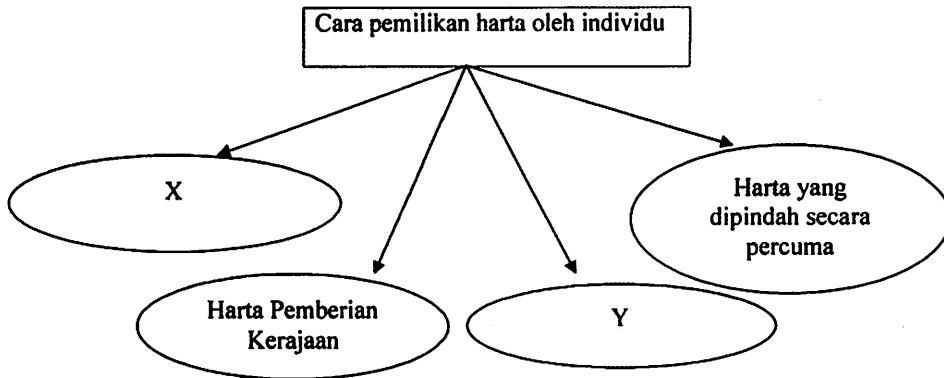 Cara pemilikan harta oleh individu
X
Harta yang
dipindah secara
percuma
Harta Pemberian
Kerajaan
Y